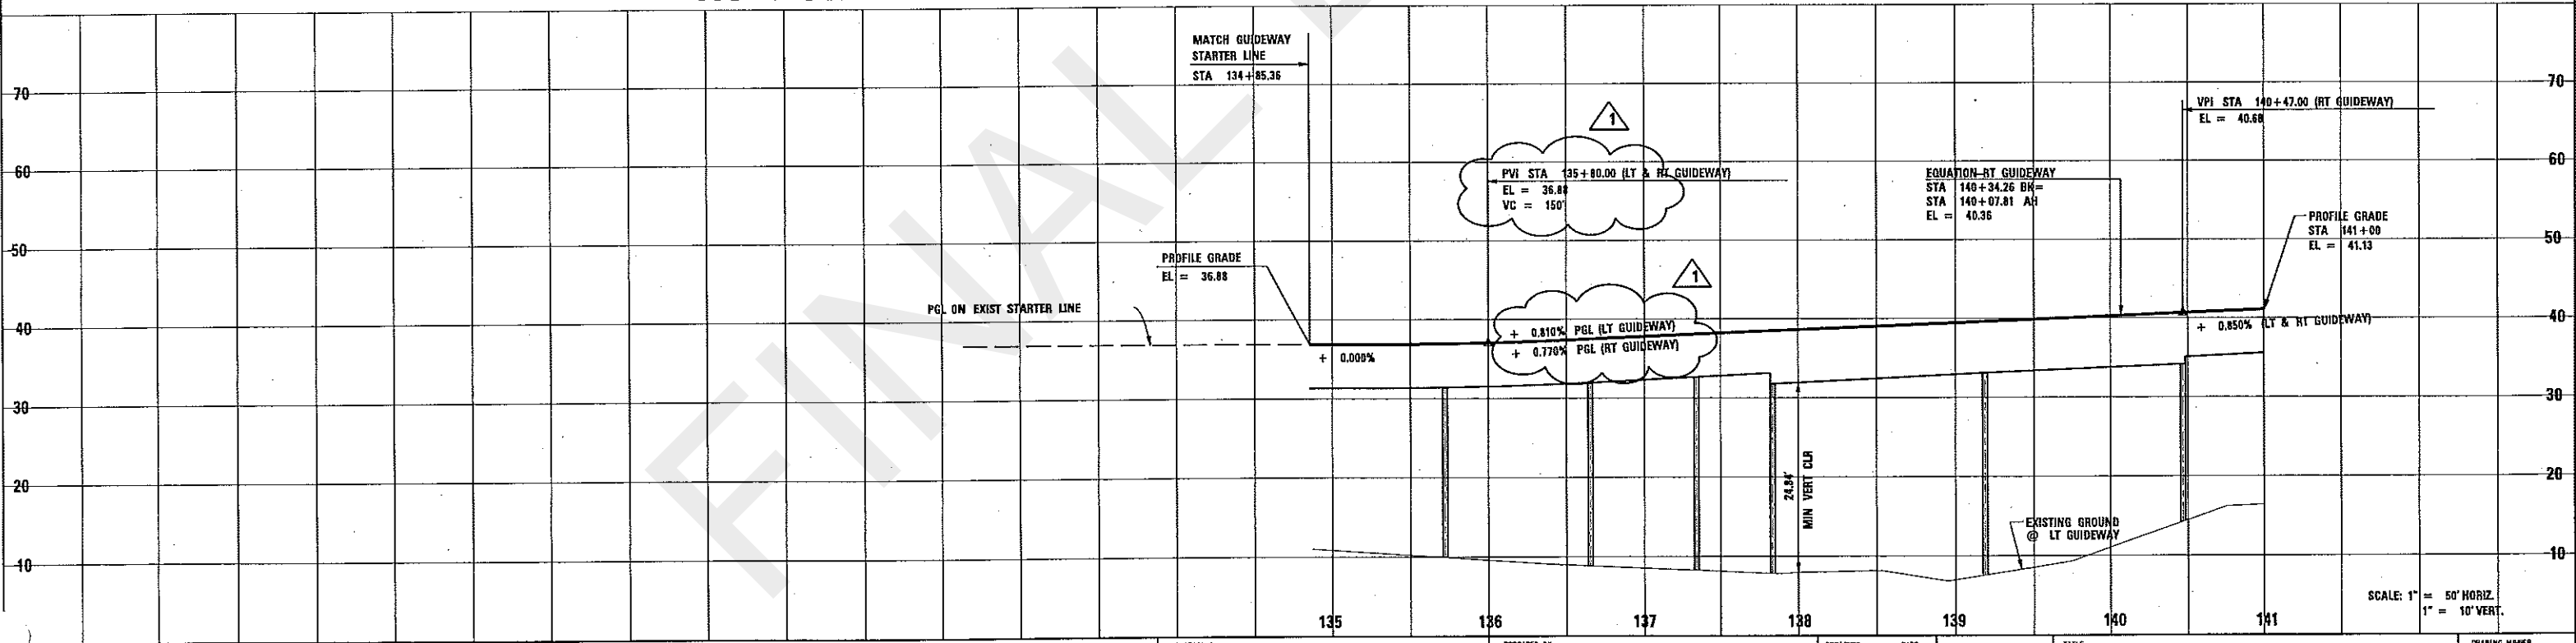 MATCH GUIDEWAY
STARTER LINE
STA 134+85.36
1
VPI STA 140+47.00 (RT GUIDEWAY)
EL = 40.68
70
70
60
60
PVI STA 135+80.00 (LT & RT GUIDEWAY)
EL = 36.88
VC = 150'
EQUATION-RT GUIDEWAY
STA 140+34.26 BK=
STA 140+07.81 AH
EL = 40.36
PROFILE GRADE
STA 141+00
EL = 41.13
50
50
PROFILE GRADE
EL = 36.88
1
PGL ON EXIST STARTER LINE
40
40
+ 0.000%
+ 0.810% PGL (LT GUIDEWAY)
+ 0.770% PGL (RT GUIDEWAY)
+ 0.850% (LT & RT GUIDEWAY)
30
30
24.84'
MIN VERT CLR
20
20
EXISTING GROUND
@ LT GUIDEWAY
10
10
135 136 137 138 139 140 141
SCALE: 1" = 50' HORIZ.
1" = 10' VERT.
FINAL